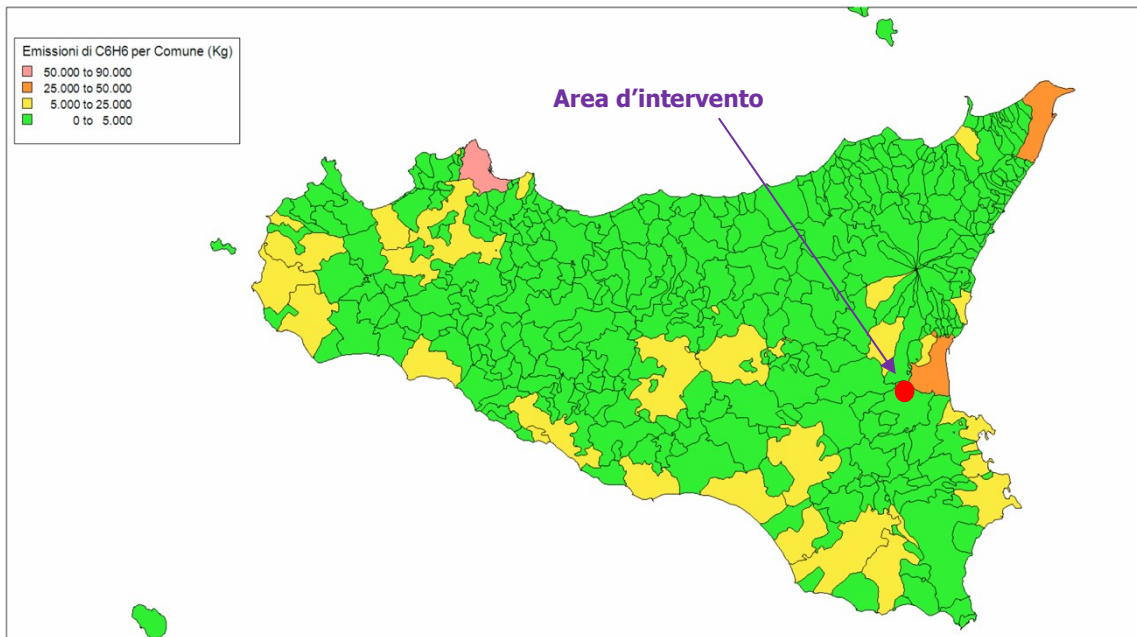 Emissioni di C6H6 per Comune (Kg)
50.000 to 90.000
25.000 to 50.000
5.000 to 25.000
0 to 5.000
Area d’intervento